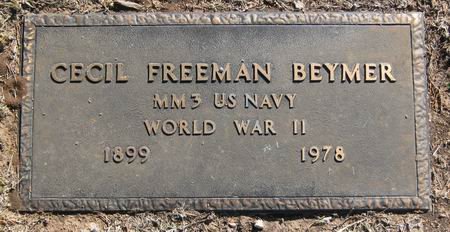 CECIL FREEMAN BEYMER
MM3 US NAVY
WORLD WAR II
1899 1978